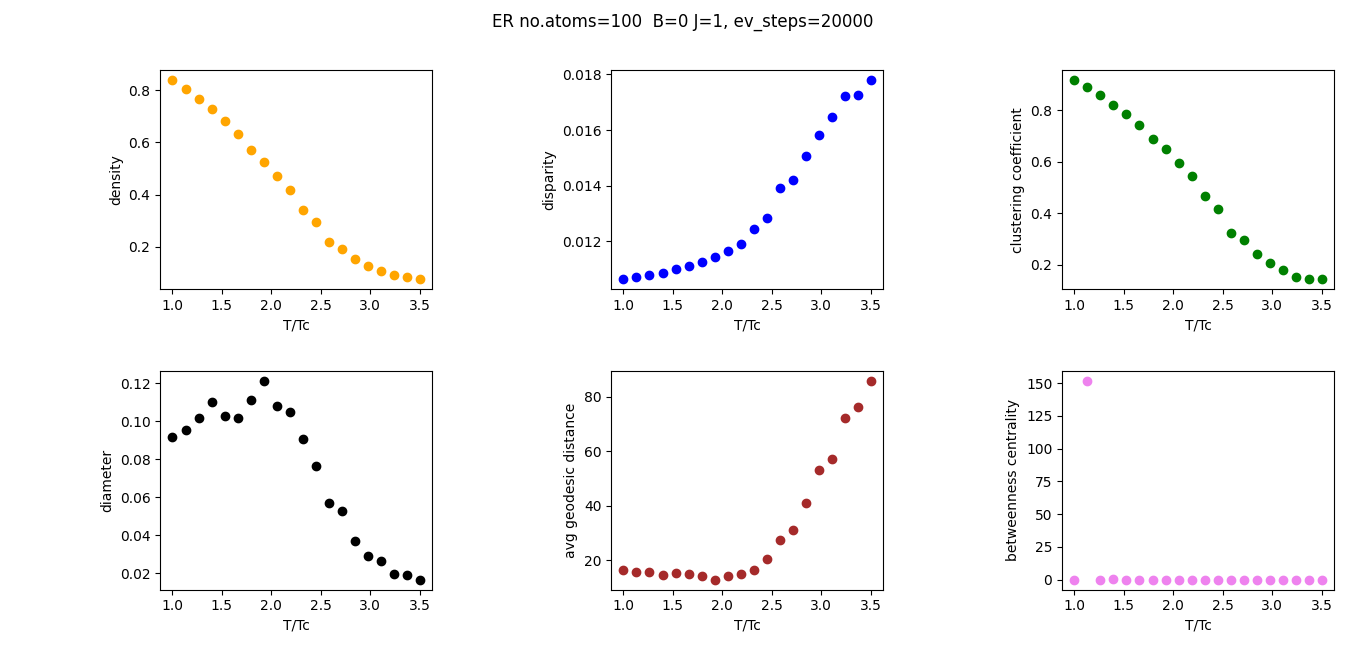 ER no.atoms=100  B=0 J=1, ev_steps=20000
density
0.8
0.6
0.4
0.2
1.0 1.5 2.0 2.5 3.0 3.5
T/Tc
disparity
0.018
0.016
0.014
0.012
1.0 1.5 2.0 2.5 3.0 3.5
T/Tc
clustering coefficient
0.8
0.6
0.4
0.2
1.0 1.5 2.0 2.5 3.0 3.5
T/Tc
diameter
0.12
0.10
0.08
0.06
0.04
0.02
1.0 1.5 2.0 2.5 3.0 3.5
T/Tc
avg geodesic distance
80
60
40
20
1.0 1.5 2.0 2.5 3.0 3.5
T/Tc
betweenness centrality
150
125
100
75
50
25
0
1.0 1.5 2.0 2.5 3.0 3.5
T/Tc